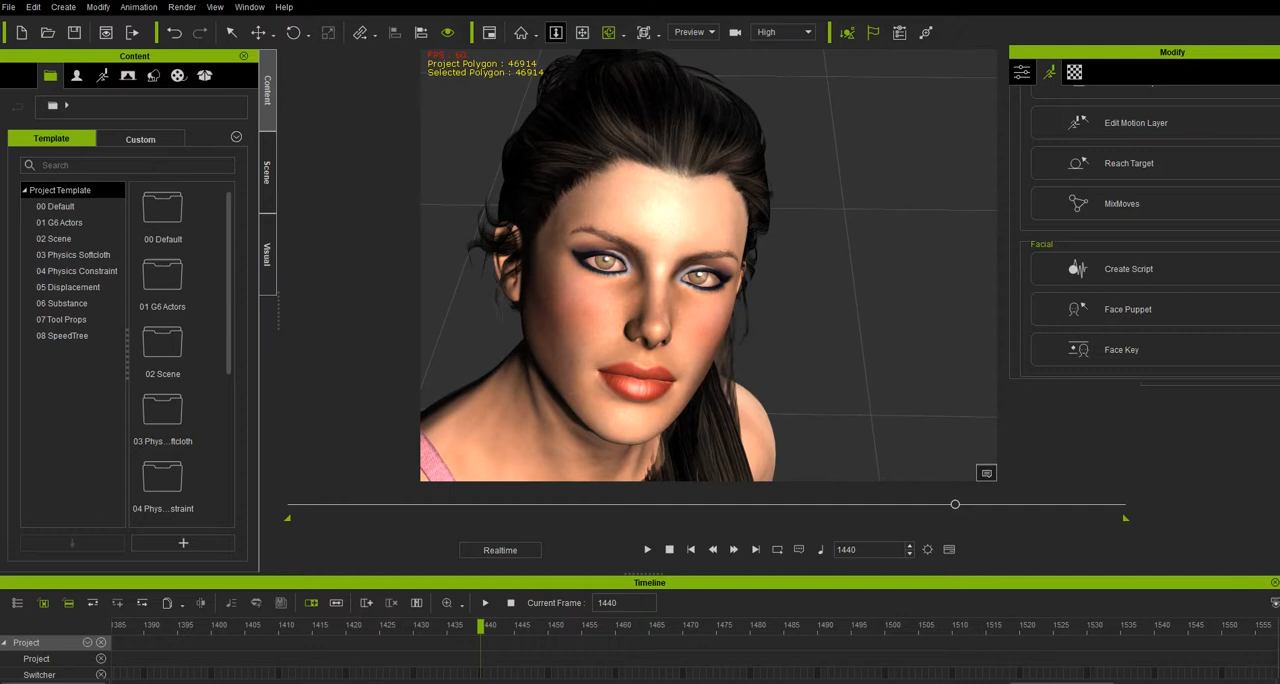 File Edit Create Modify Animation Render View Window Help
Preview High
Content
Template Custom
Search
ProjectTemplate
00 Default
01 G6 Actors
02 Scene
03 Physics Softcloth
04 Physics Constraint
05 Displacement
06 Substance
07 Tool Props
08 SpeedTree
00 Default
01 G6 Actors
02 Scene
03 Phys...ftcloth
04 Phys...straint
Content
Scene
Visual
FPS : 60
Project Polygon : 46914
Selected Polygon : 46914
Modify
Edit Motion Layer
Reach Target
MixMoves
Facial
Create Script
Face Puppet
Face Key
Realtime
1440
Timeline
Current Frame : 1440
1385 1390 1395 1400 1405 1410 1415 1420 1425 1430 1435 1440 1445 1450 1455 1460 1465 1470 1475 1480 1485 1490 1495 1500 1505 1510 1515 1520 1525 1530 1535 1540 1545 1550 1555
Project
Project
Switcher